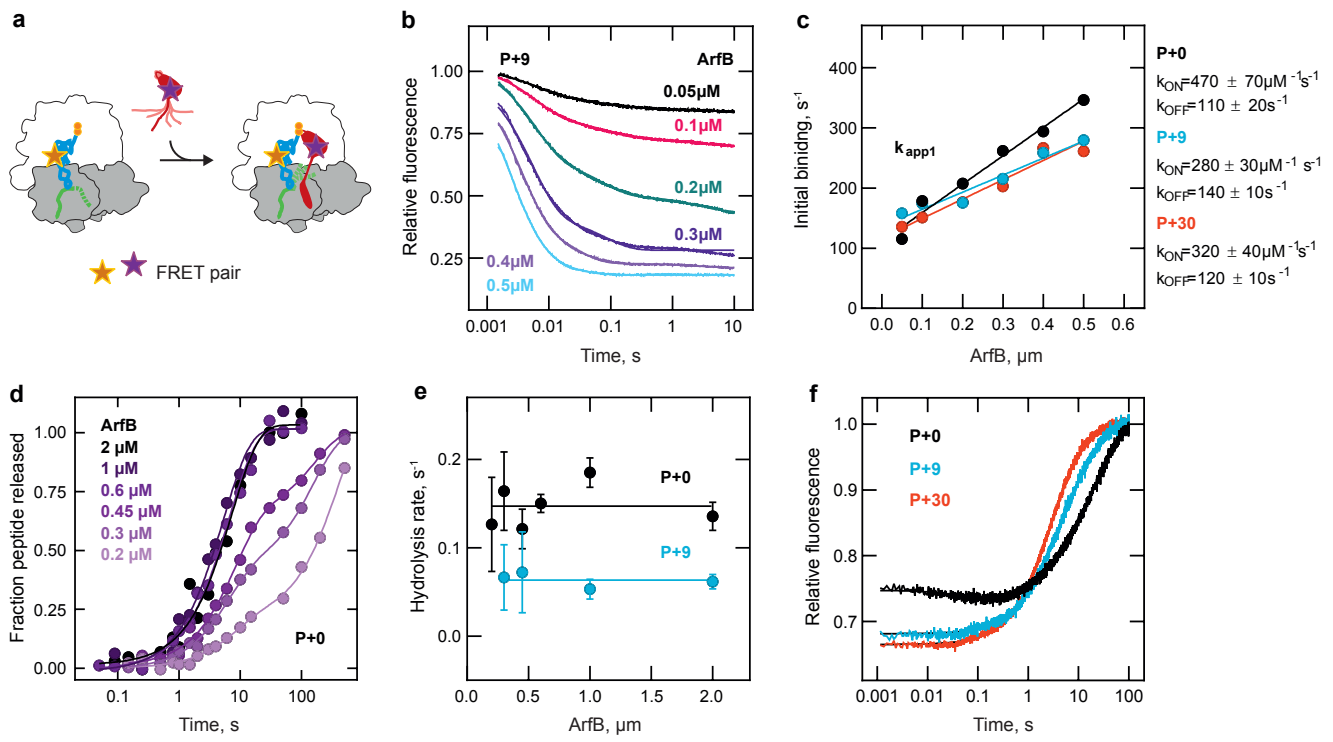 a
FRET pair
b
P+9
ArfB
0.05µM
0.1µM
0.2µM
0.3µM
0.4µM
0.5µM
Relative fluorescence
1.00
0.75
0.50
0.25
0.001
0.01
0.1
1
10
Time, s
c
Initial binidng, s⁻¹
400
300
200
100
0
k app1
0.0
0.1
0.2
0.3
0.4
0.5
0.6
ArfB, µm
P+0
kON=470 ± 70µM⁻¹s⁻¹
kOFF=110 ± 20s⁻¹
P+9
kON=280 ± 30µM⁻¹ s⁻¹
kOFF=140 ± 10s⁻¹
P+30
kON=320 ± 40µM⁻¹s⁻¹
kOFF=120 ± 10s⁻¹
d
Fraction peptide released
1.00
0.75
0.50
0.25
0.00
ArfB
2 µM
1 µM
0.6 µM
0.45 µM
0.3 µM
0.2 µM
P+0
0.1
1
10
100
Time, s
e
Hydrolysis rate, s⁻¹
0.2
0.1
0.0
P+0
P+9
0.0
0.5
1.0
2.0
ArfB, µm
f
Relative fluorescence
1.0
0.9
0.8
0.7
P+0
P+9
P+30
0.001
0.01
0.1
1
10
100
Time, s